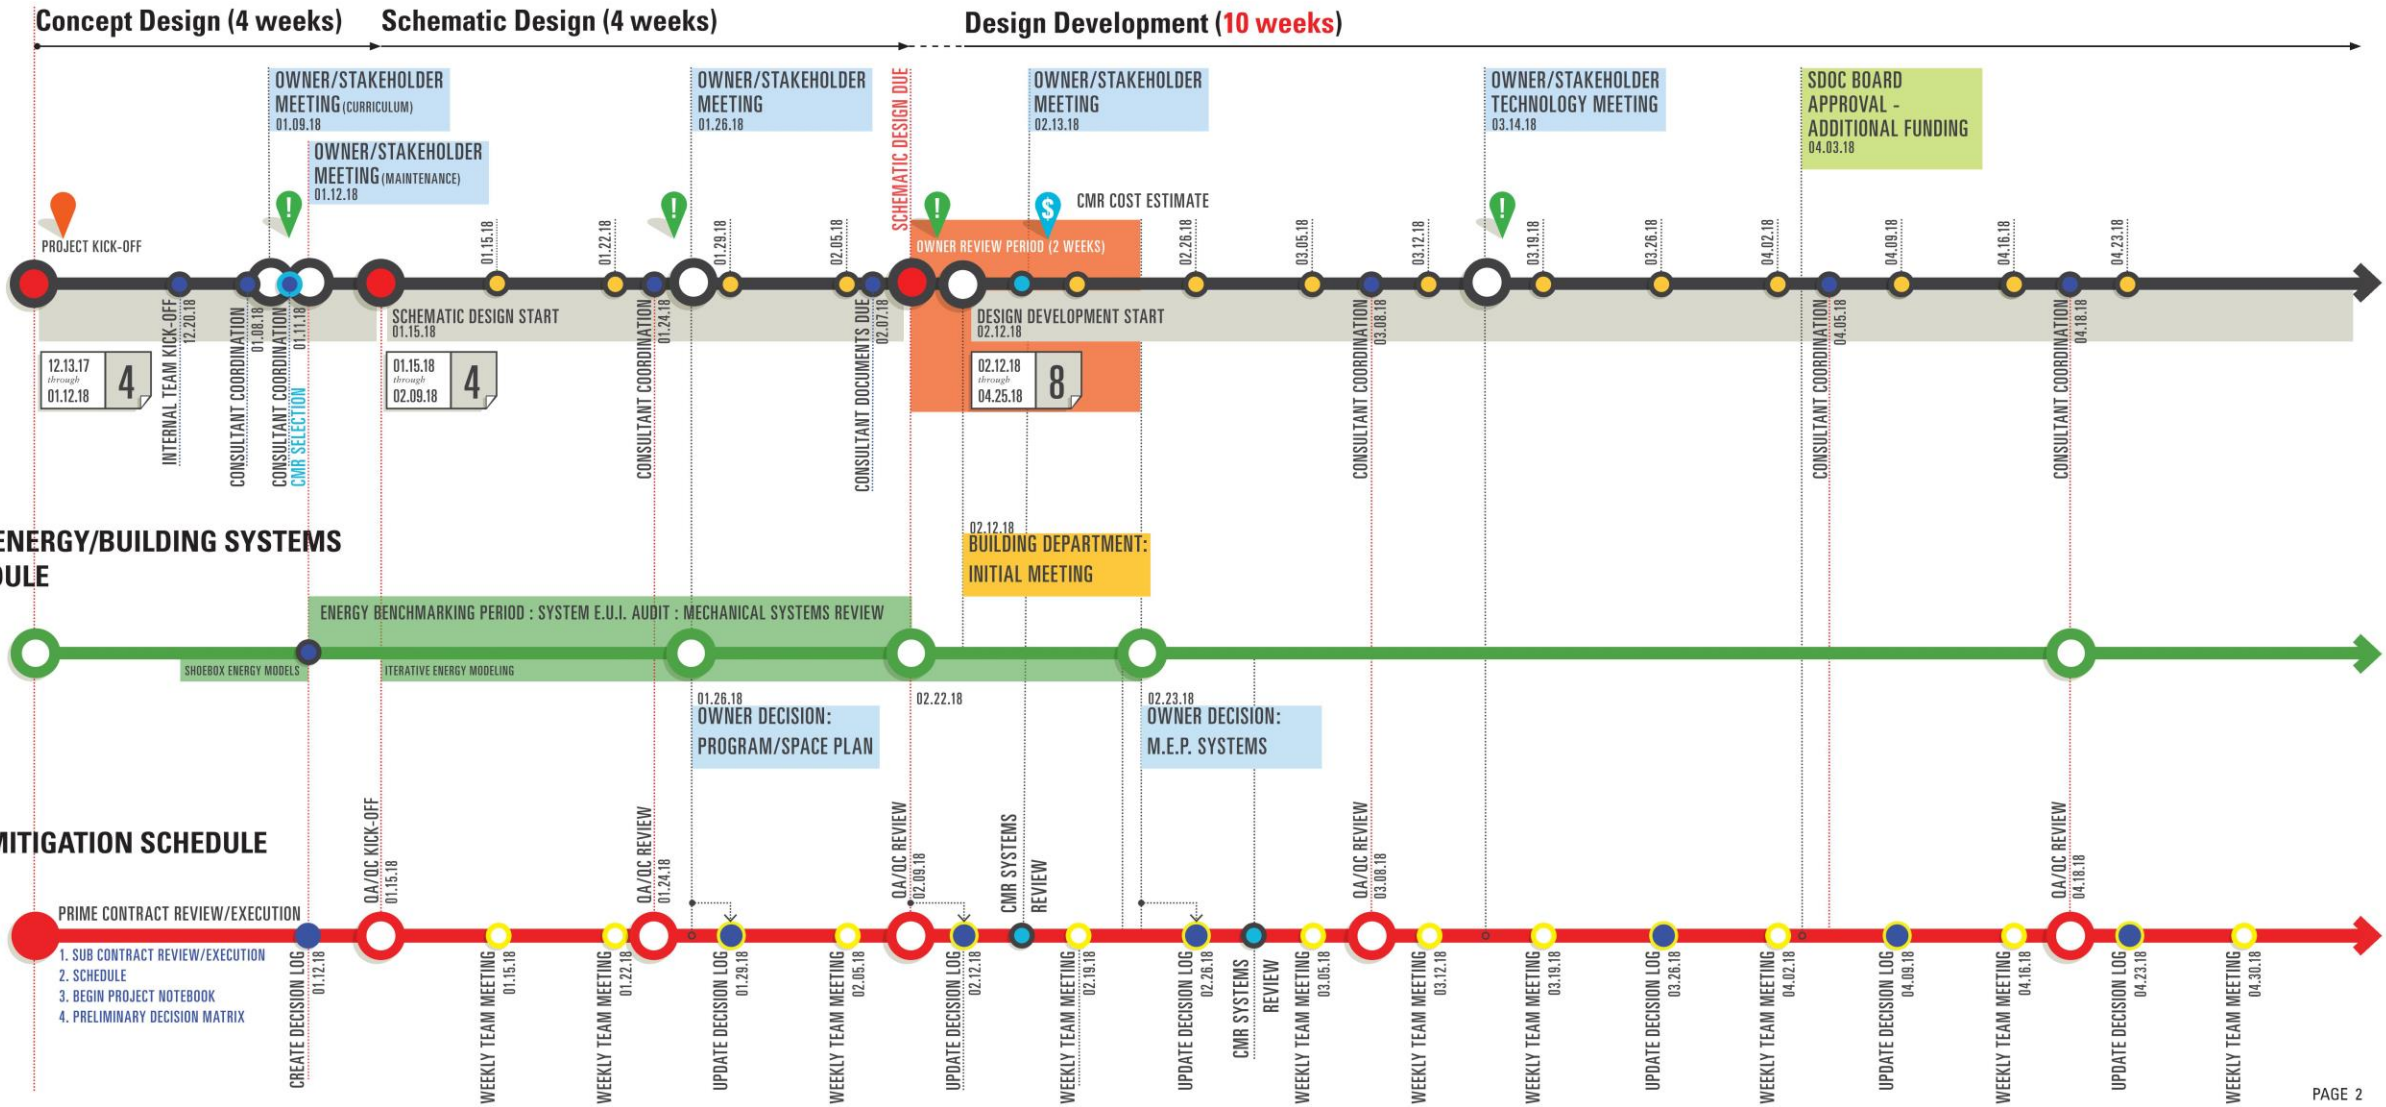 Concept Design (4 weeks)
Schematic Design (4 weeks)
Design Development (10 weeks)
OWNER/STAKEHOLDER
MEETING (CURRICULUM)
01.09.18
OWNER/STAKEHOLDER
MEETING (MAINTENANCE)
01.12.18
OWNER/STAKEHOLDER
MEETING
01.26.18
SCHEMATIC DESIGN DUE
OWNER/STAKEHOLDER
MEETING
02.13.18
OWNER/STAKEHOLDER
TECHNOLOGY MEETING
03.14.18
SDOC BOARD
APPROVAL -
ADDITIONAL FUNDING
04.03.18
PROJECT KICK-OFF
!
!
!
$
CMR COST ESTIMATE
!
OWNER REVIEW PERIOD (2 WEEKS)
01.15.18
01.22.18
01.29.18
02.05.18
02.26.18
03.05.18
03.12.18
03.19.18
03.26.18
04.02.18
04.09.18
04.16.18
04.23.18
INTERNAL TEAM KICK-OFF
12.20.18
CONSULTANT COORDINATION
01.08.18
CONSULTANT COORDINATION
01.11.18
CMR SELECTION
SCHEMATIC DESIGN START
01.15.18
CONSULTANT COORDINATION
01.24.18
CONSULTANT DOCUMENTS DUE
02.07.18
DESIGN DEVELOPMENT START
02.12.18
CONSULTANT COORDINATION
03.08.18
CONSULTANT COORDINATION
04.05.18
CONSULTANT COORDINATION
04.18.18
12.13.17
through
01.12.18
4
01.15.18
through
02.09.18
4
02.12.18
through
04.25.18
8
ENERGY/BUILDING SYSTEMS
DULE
02.12.18
BUILDING DEPARTMENT:
INITIAL MEETING
ENERGY BENCHMARKING PERIOD : SYSTEM E.U.I. AUDIT : MECHANICAL SYSTEMS REVIEW
SHOEBOX ENERGY MODELS
ITERATIVE ENERGY MODELING
01.26.18
OWNER DECISION:
PROGRAM/SPACE PLAN
02.22.18
02.23.18
OWNER DECISION:
M.E.P. SYSTEMS
MITIGATION SCHEDULE
QA/QC KICK-OFF
01.15.18
QA/QC REVIEW
01.24.18
QA/QC REVIEW
02.09.18
CMR SYSTEMS
REVIEW
QA/QC REVIEW
03.08.18
QA/QC REVIEW
04.18.18
PRIME CONTRACT REVIEW/EXECUTION
1. SUB CONTRACT REVIEW/EXECUTION
2. SCHEDULE
3. BEGIN PROJECT NOTEBOOK
4. PRELIMINARY DECISION MATRIX
CREATE DECISION LOG
01.12.18
WEEKLY TEAM MEETING
01.15.18
WEEKLY TEAM MEETING
01.22.18
UPDATE DECISION LOG
01.29.18
WEEKLY TEAM MEETING
02.05.18
UPDATE DECISION LOG
02.12.18
WEEKLY TEAM MEETING
02.19.18
UPDATE DECISION LOG
02.26.18
CMR SYSTEMS
REVIEW
WEEKLY TEAM MEETING
03.05.18
WEEKLY TEAM MEETING
03.12.18
WEEKLY TEAM MEETING
03.19.18
UPDATE DECISION LOG
03.26.18
WEEKLY TEAM MEETING
04.02.18
UPDATE DECISION LOG
04.09.18
WEEKLY TEAM MEETING
04.16.18
UPDATE DECISION LOG
04.23.18
WEEKLY TEAM MEETING
04.30.18
PAGE 2